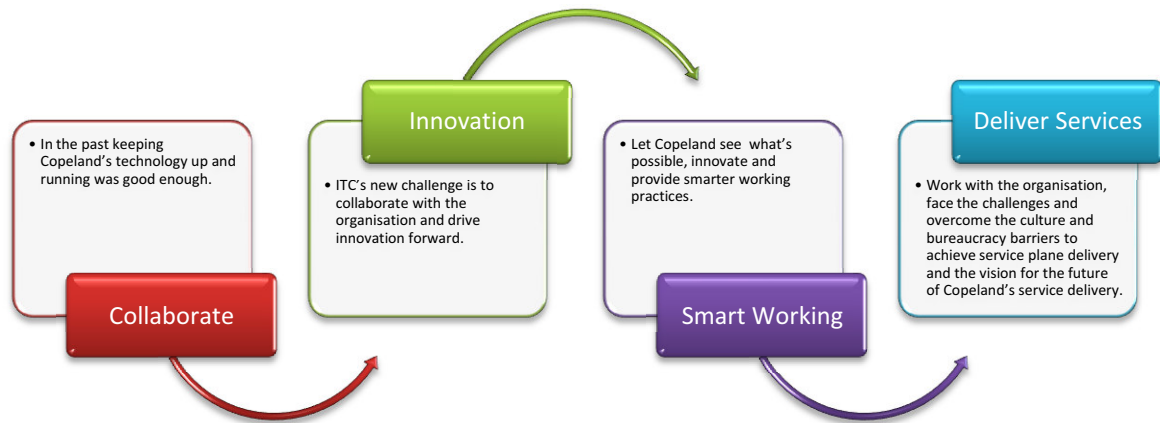 • In the past keeping
Copeland’s technology up and
running was good enough.
Collaborate
Innovation
• ITC’s new challenge is to
collaborate with the
organisation and drive
innovation forward.
• Let Copeland see  what’s
possible, innovate and
provide smarter working
practices.
Smart Working
Deliver Services
• Work with the organisation,
face the challenges and
overcome the culture and
bureaucracy barriers to
achieve service plane delivery
and the vision for the future
of Copeland’s service delivery.